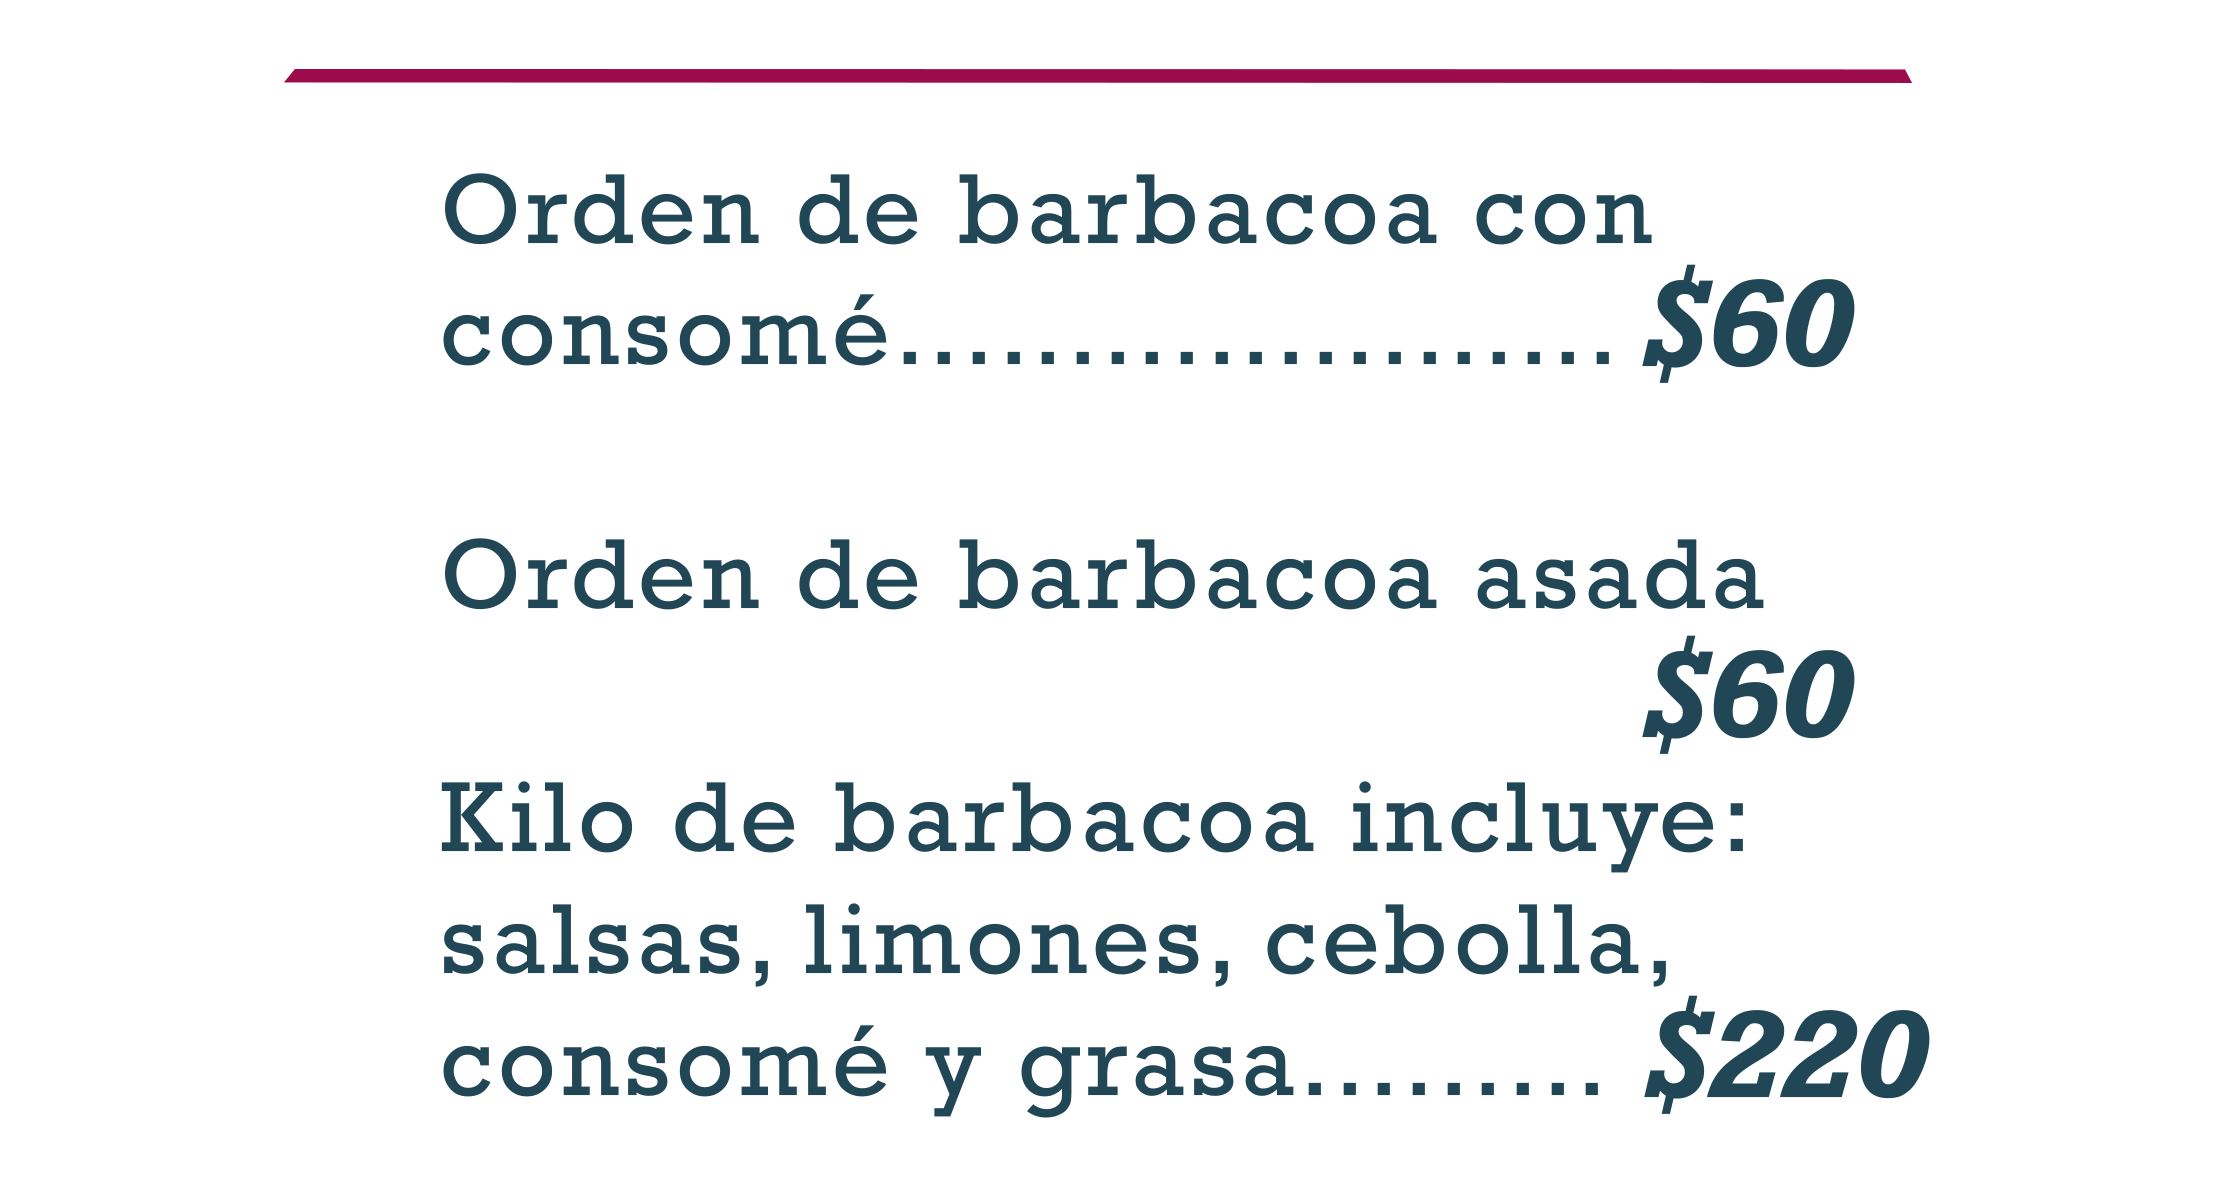 Orden de barbacoa con
consomé..................... $60
Orden de barbacoa asada
$60
Kilo de barbacoa incluye:
salsas, limones, cebolla,
consomé y grasa......... $220